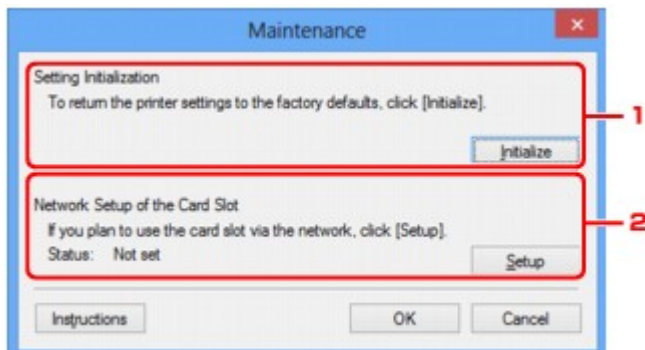 Maintenance
Setting Initialization
To return the printer settings to the factory defaults, click [Initialize].
1
Initialize
Network Setup of the Card Slot
If you plan to use the card slot via the network, click [Setup].
2
Status: Not set
Setup
Instructions OK Cancel